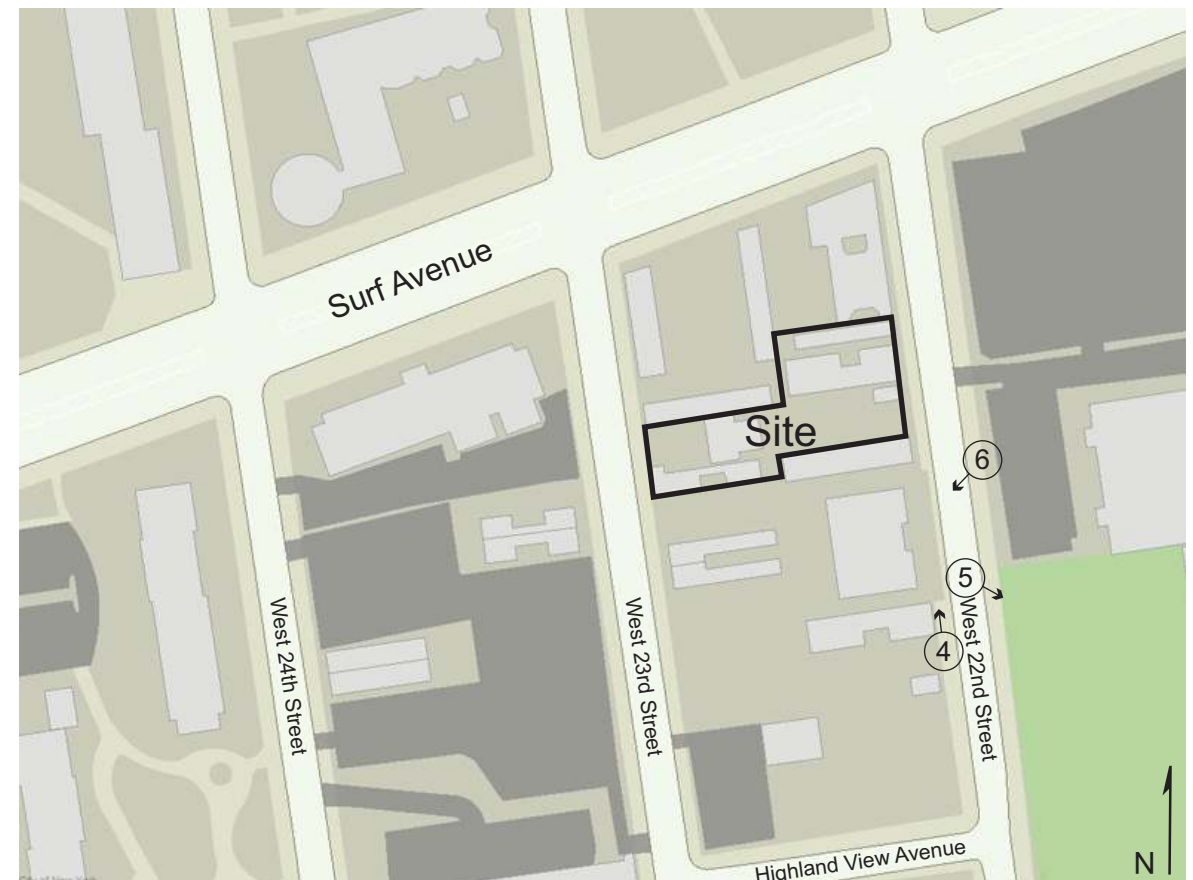 Surf Avenue
Site
6
5
4
West 24th Street
West 23rd Street
West 22nd Street
Highland View Avenue
N